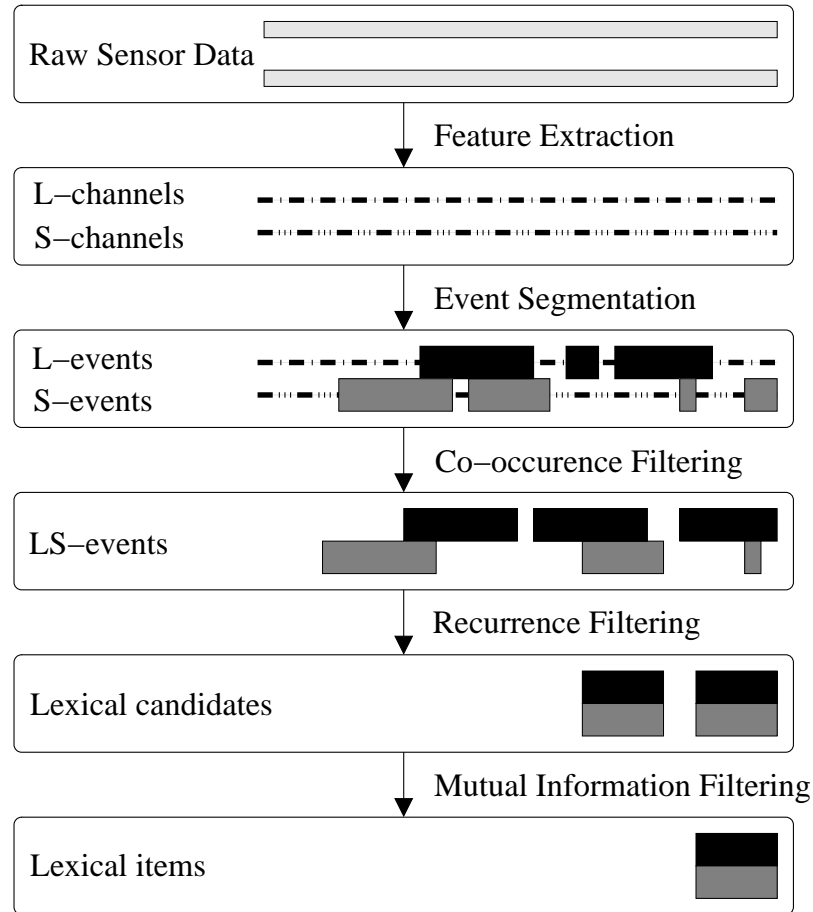 Raw Sensor Data
Feature Extraction
L−channels
S−channels
Event Segmentation
L−events
S−events
Co−occurence Filtering
LS−events
Recurrence Filtering
Lexical candidates
Mutual Information Filtering
Lexical items